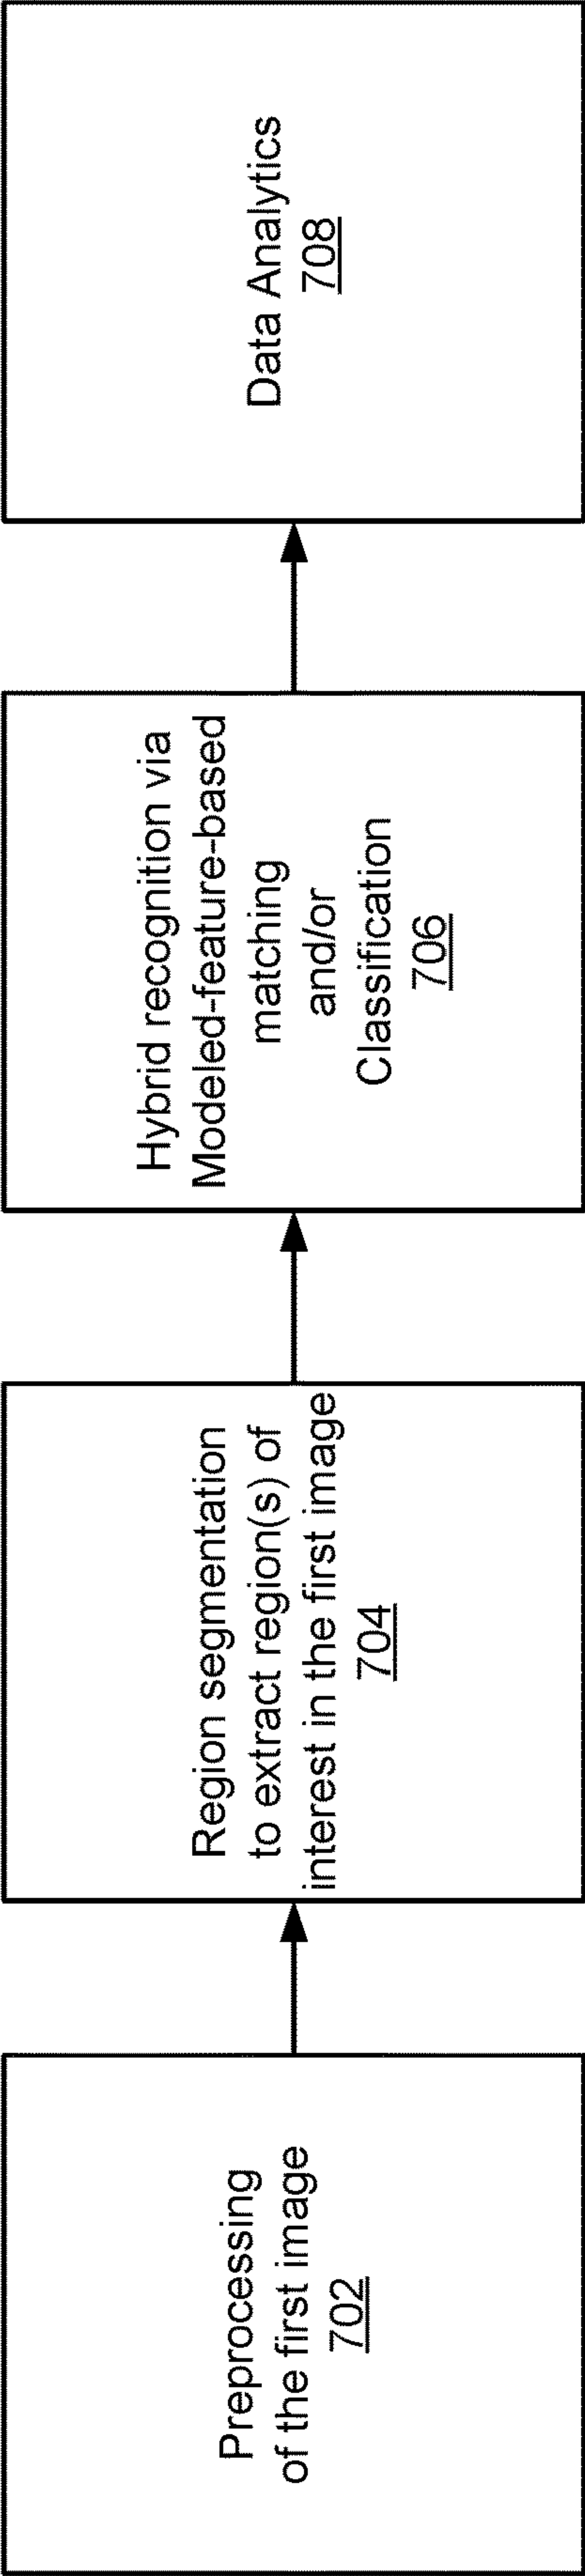 Preprocessing
of the first image
702
Region segmentation
to extract region(s) of
interest in the first image
704
Hybrid recognition via
Modeled-feature-based
matching
and/or
Classification
706
Data Analytics
708